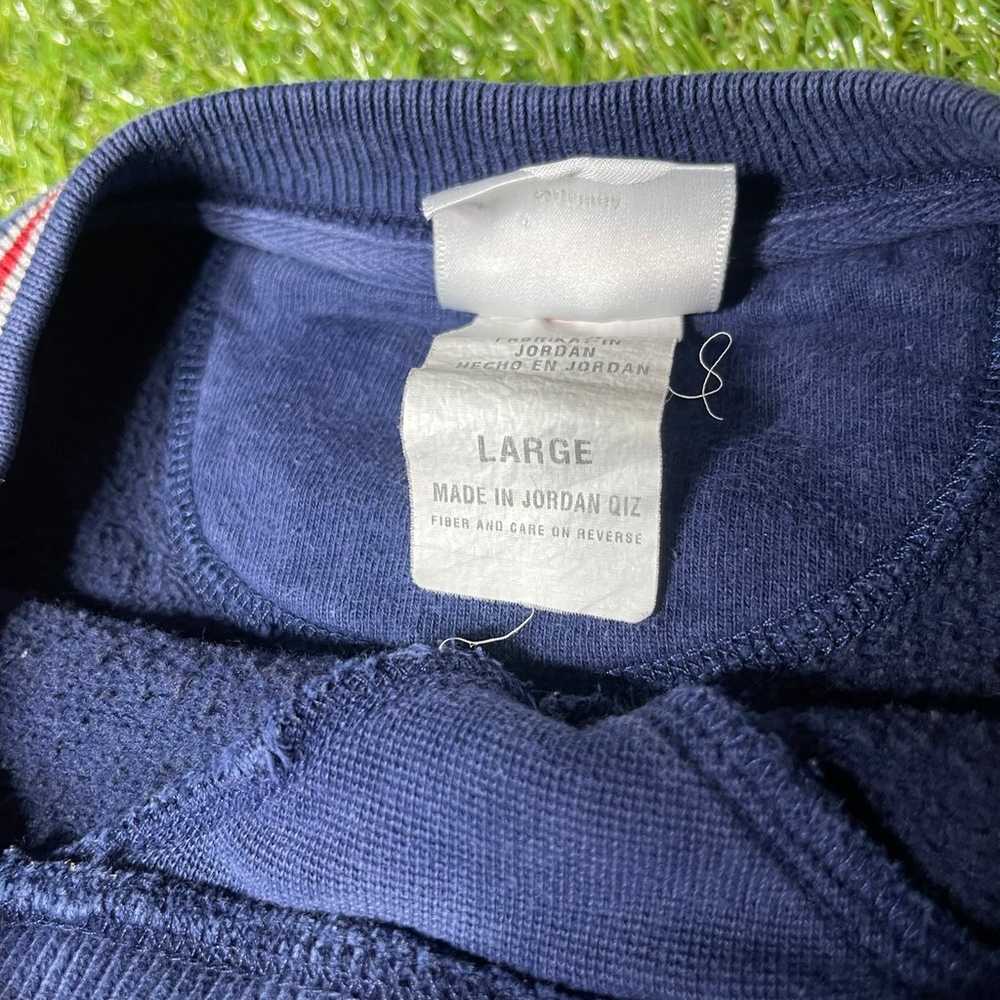 JORDAN
HECHO EN JORDAN
LARGE
MADE IN JORDAN QIZ
FIBER AND CARE ON REVERSE